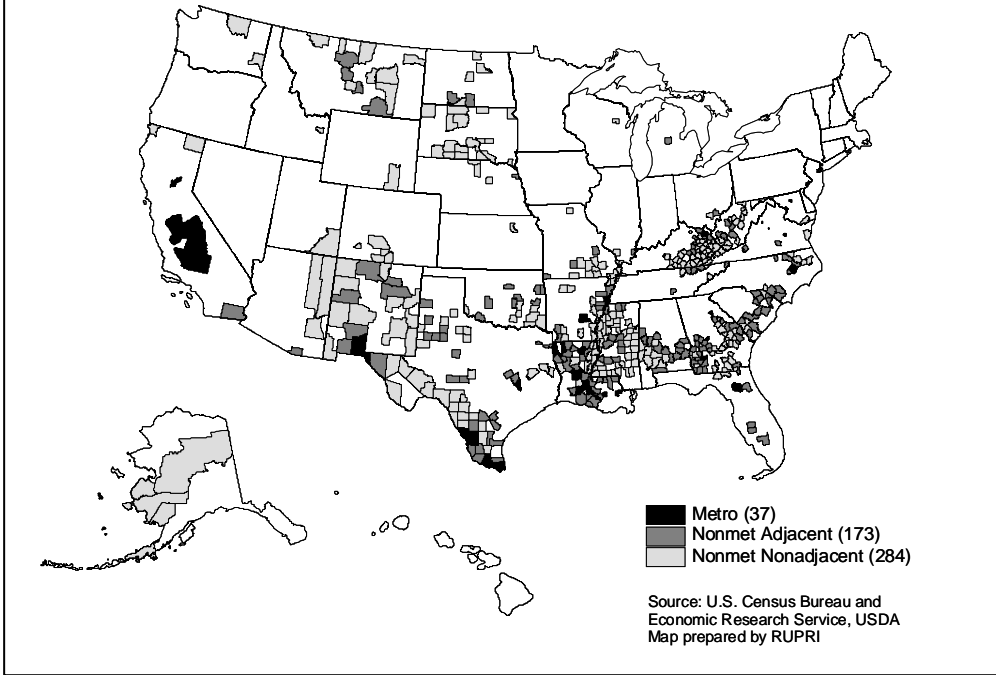 Metro (37)
Nonmet Adjacent (173)
Nonmet Nonadjacent (284)
Source: U.S. Census Bureau and
Economic Research Service, USDA
Map prepared by RUPRI